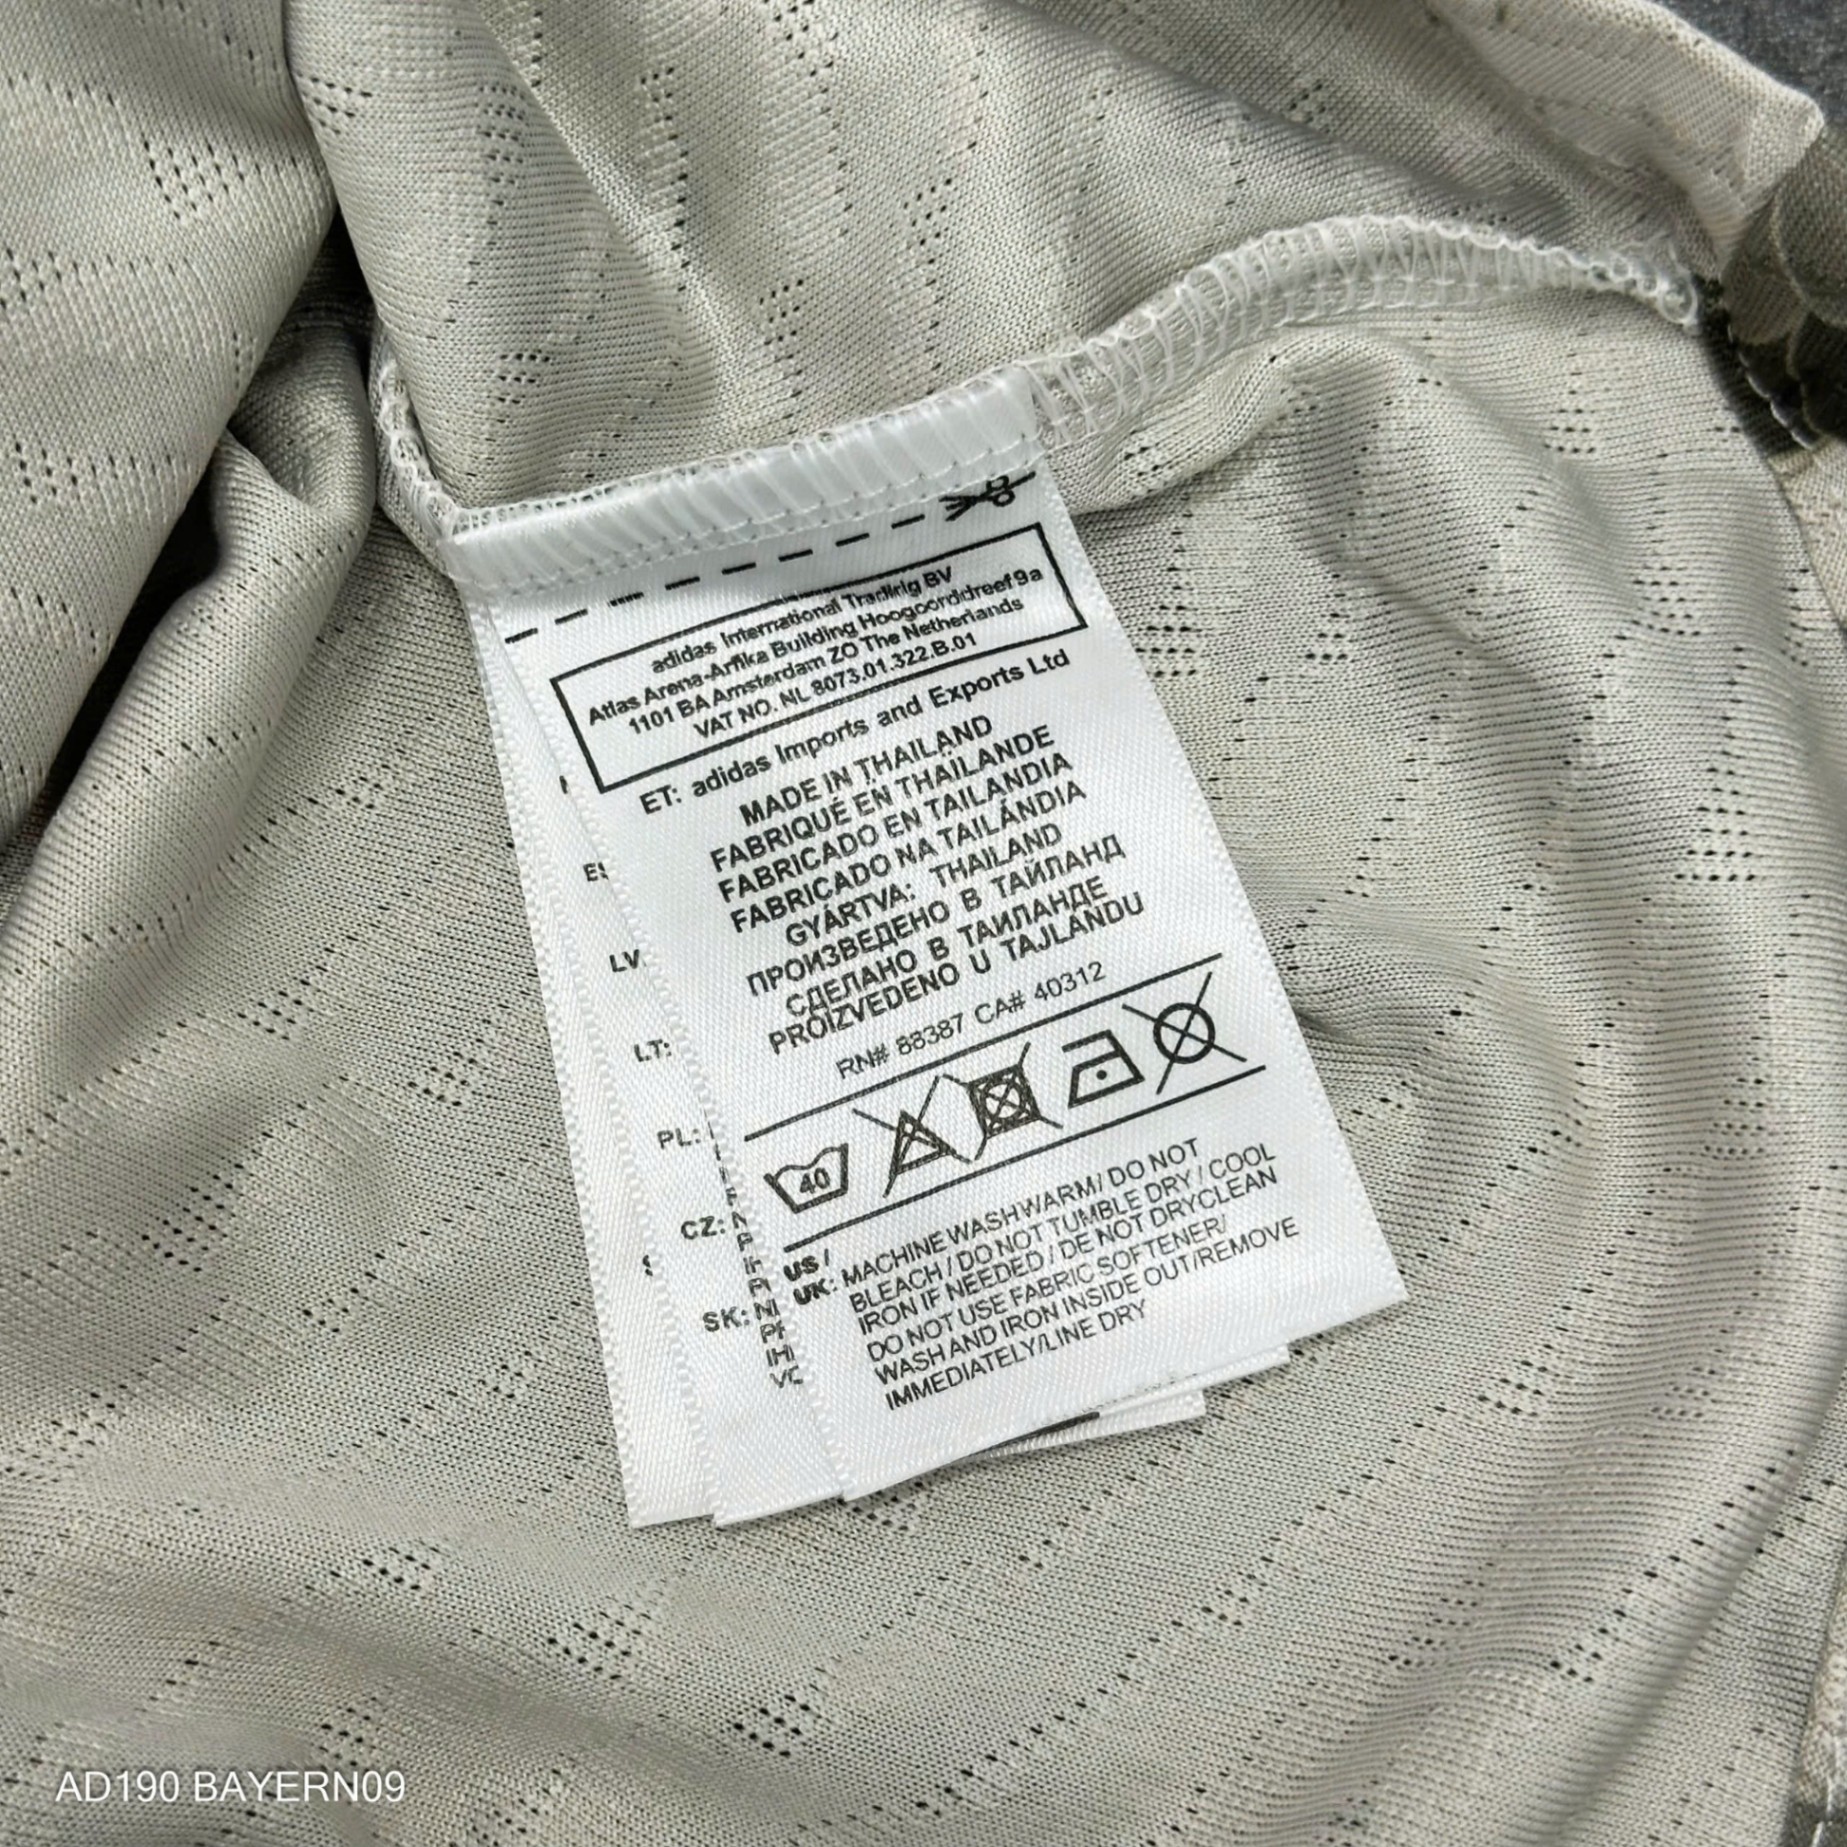 adidas International Trading BV
Atlas Arena-Arfika Building Hoogoorddreef 9a
1101 BA Amsterdam ZO The Netherlands
VAT NO. NL 8073.01.322.B.01
ET: adidas Imports and Exports Ltd
MADE IN THAILAND
FABRIQUÉ EN THAILANDE
FABRICADO EN TAILANDIA
FABRICADO NA TAILÂNDIA
GYÁRTVA: THAILAND
ПРОИЗВЕДЕНО В ТАЙЛАНД
СДЕЛАНО В ТАИЛАНДЕ
PROIZVEDENO U TAJLANDU
RN# 88387 CA# 40312
40
US / UK: MACHINE WASH WARM/ DO NOT
BLEACH / DO NOT TUMBLE DRY / COOL
IRON IF NEEDED / DE NOT DRYCLEAN
DO NOT USE FABRIC SOFTENER/
WASH AND IRON INSIDE OUT/REMOVE
IMMEDIATELY/LINE DRY
LV
LT:
PL:
CZ:
SK:
AD190 BAYERN09